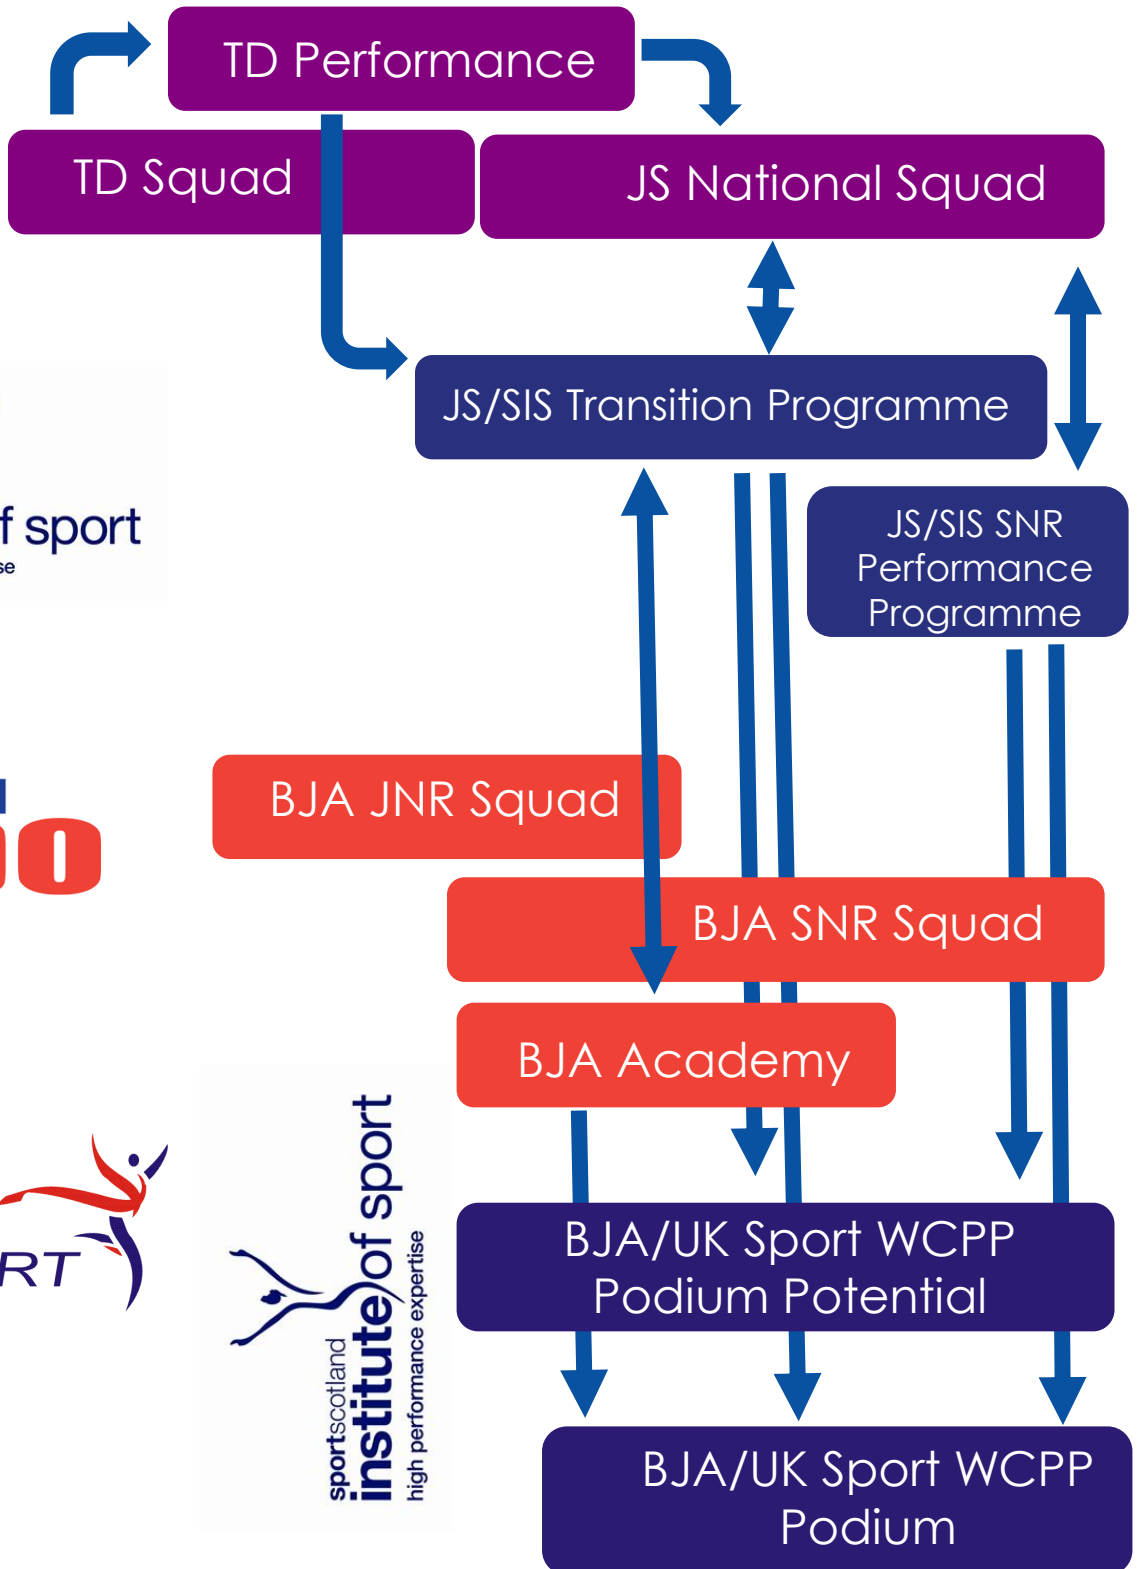 TD Performance
TD Squad
JS National Squad
JS/SIS Transition Programme
of sport
JS/SIS SNR
Performance
Programme
BJA JNR Squad
BJA SNR Squad
BJA Academy
sportscotland
institute of sport
high performance expertise
BJA/UK Sport WCPP
Podium Potential
BJA/UK Sport WCPP
Podium